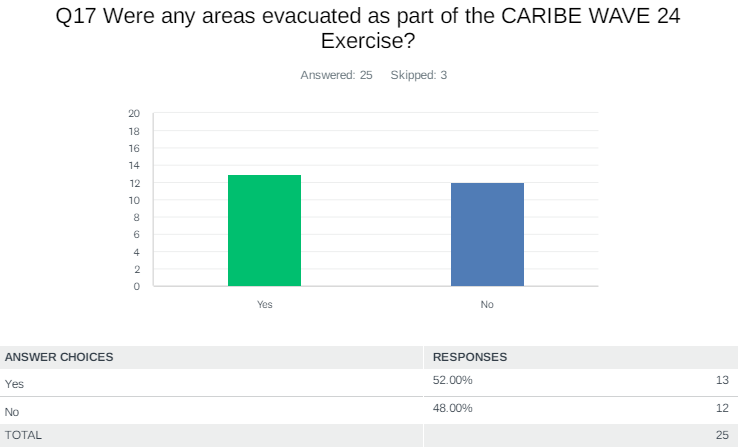 Q17 Were any areas evacuated as part of the CARIBE WAVE 24
Exercise?
Answered: 25 Skipped: 3
20
18
16
14
12
10
8
6
4
2
0
Yes No
ANSWER CHOICES RESPONSES
Yes 52.00% 13
No 48.00% 12
TOTAL 25